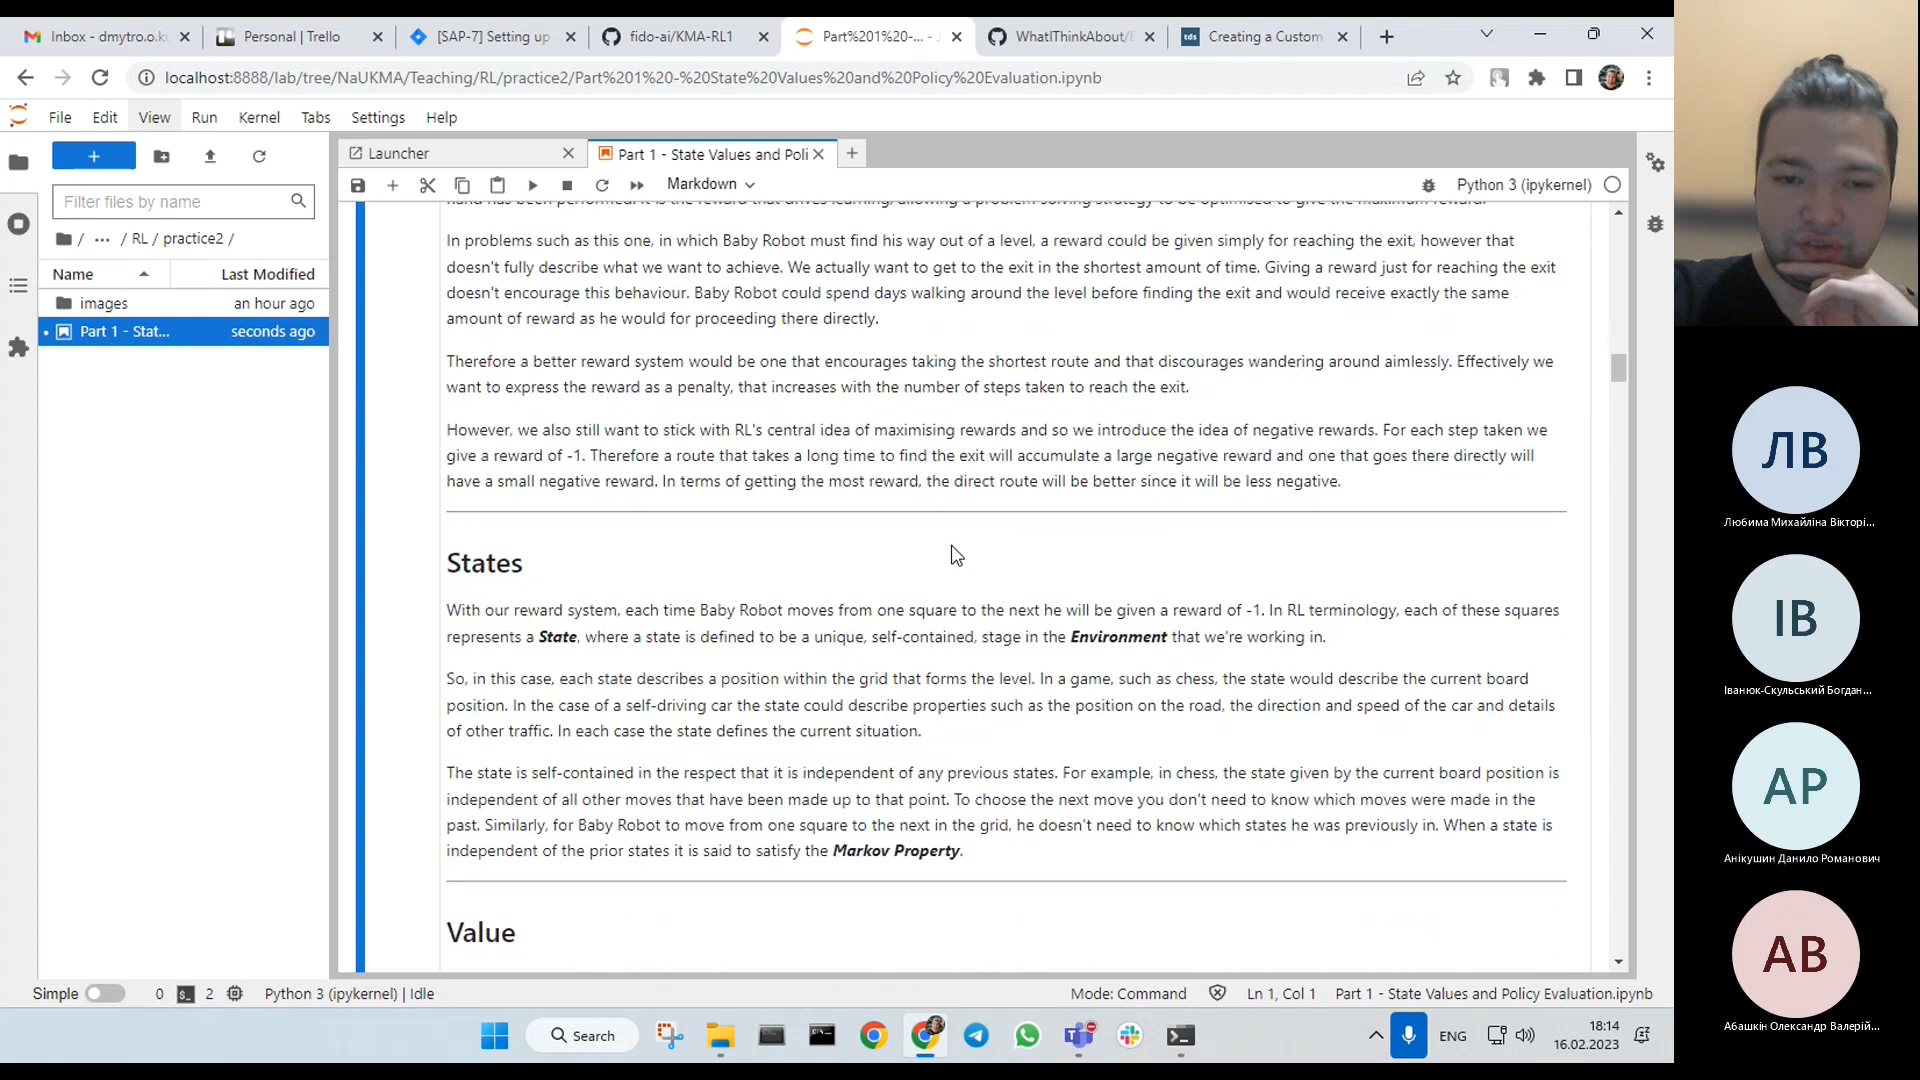 Inbox - dmytro.o.k
Personal | Trello
[SAP-7] Setting up
fido-ai/KMA-RL1
Part%201%20-... -
WhatIThinkAbout/
Creating a Custom
localhost:8888/lab/tree/NaUKMA/Teaching/RL/practice2/Part%201%20-%20State%20Values%20and%20Policy%20Evaluation.ipynb
File Edit View Run Kernel Tabs Settings Help
Launcher
Part 1 - State Values and Poli
Markdown
Python 3 (ipykernel)
Filter files by name
/ ... / RL / practice2 /
Name Last Modified
images an hour ago
Part 1 - Stat... seconds ago
hand has been performed. It is the reward that drives learning, allowing a problem solving strategy to be optimised to give the maximum reward.
In problems such as this one, in which Baby Robot must find his way out of a level, a reward could be given simply for reaching the exit, however that
doesn't fully describe what we want to achieve. We actually want to get to the exit in the shortest amount of time. Giving a reward just for reaching the exit
doesn't encourage this behaviour. Baby Robot could spend days walking around the level before finding the exit and would receive exactly the same
amount of reward as he would for proceeding there directly.
Therefore a better reward system would be one that encourages taking the shortest route and that discourages wandering around aimlessly. Effectively we
want to express the reward as a penalty, that increases with the number of steps taken to reach the exit.
However, we also still want to stick with RL's central idea of maximising rewards and so we introduce the idea of negative rewards. For each step taken we
give a reward of -1. Therefore a route that takes a long time to find the exit will accumulate a large negative reward and one that goes there directly will
have a small negative reward. In terms of getting the most reward, the direct route will be better since it will be less negative.
States
With our reward system, each time Baby Robot moves from one square to the next he will be given a reward of -1. In RL terminology, each of these squares
represents a State, where a state is defined to be a unique, self-contained, stage in the Environment that we're working in.
So, in this case, each state describes a position within the grid that forms the level. In a game, such as chess, the state would describe the current board
position. In the case of a self-driving car the state could describe properties such as the position on the road, the direction and speed of the car and details
of other traffic. In each case the state defines the current situation.
The state is self-contained in the respect that it is independent of any previous states. For example, in chess, the state given by the current board position is
independent of all other moves that have been made up to that point. To choose the next move you don't need to know which moves were made in the
past. Similarly, for Baby Robot to move from one square to the next in the grid, he doesn't need to know which states he was previously in. When a state is
independent of the prior states it is said to satisfy the Markov Property.
Value
Simple 0 2 Python 3 (ipykernel) | Idle
Mode: Command Ln 1, Col 1 Part 1 - State Values and Policy Evaluation.ipynb
Search
ENG
18:14
16.02.2023
ЛВ
Любима Михайліна Вікторі...
ІВ
Іванюк-Скульський Богдан...
АР
Анікушин Данило Романович
АВ
Абашкін Олександр Валерій...